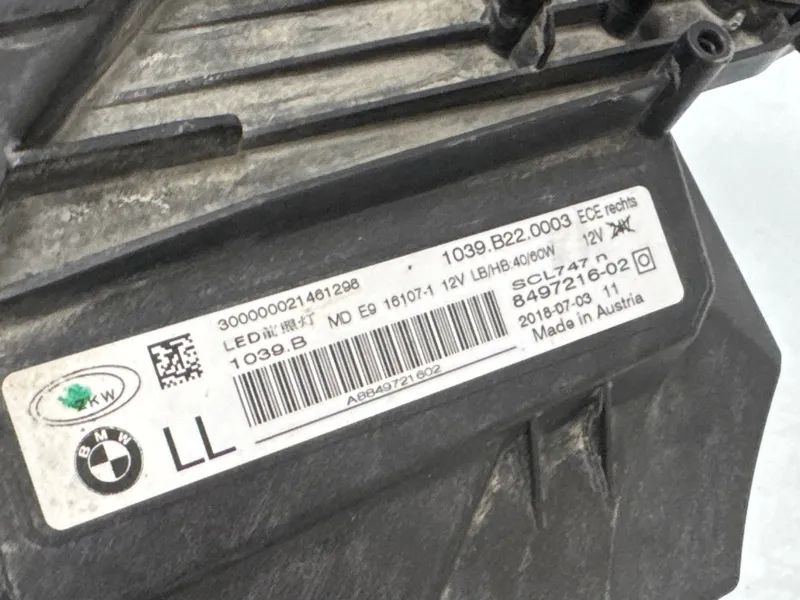 300000021461298
LED前照灯
1039.B
MD E9 16107-1 12V LB/HB:40/60W
1039.B22.0003 ECE rechts
12V 24V
SCL747 n
8497216-02
2018-07-03 11
Made in Austria
A8849721602
ZKW
BMW
LL